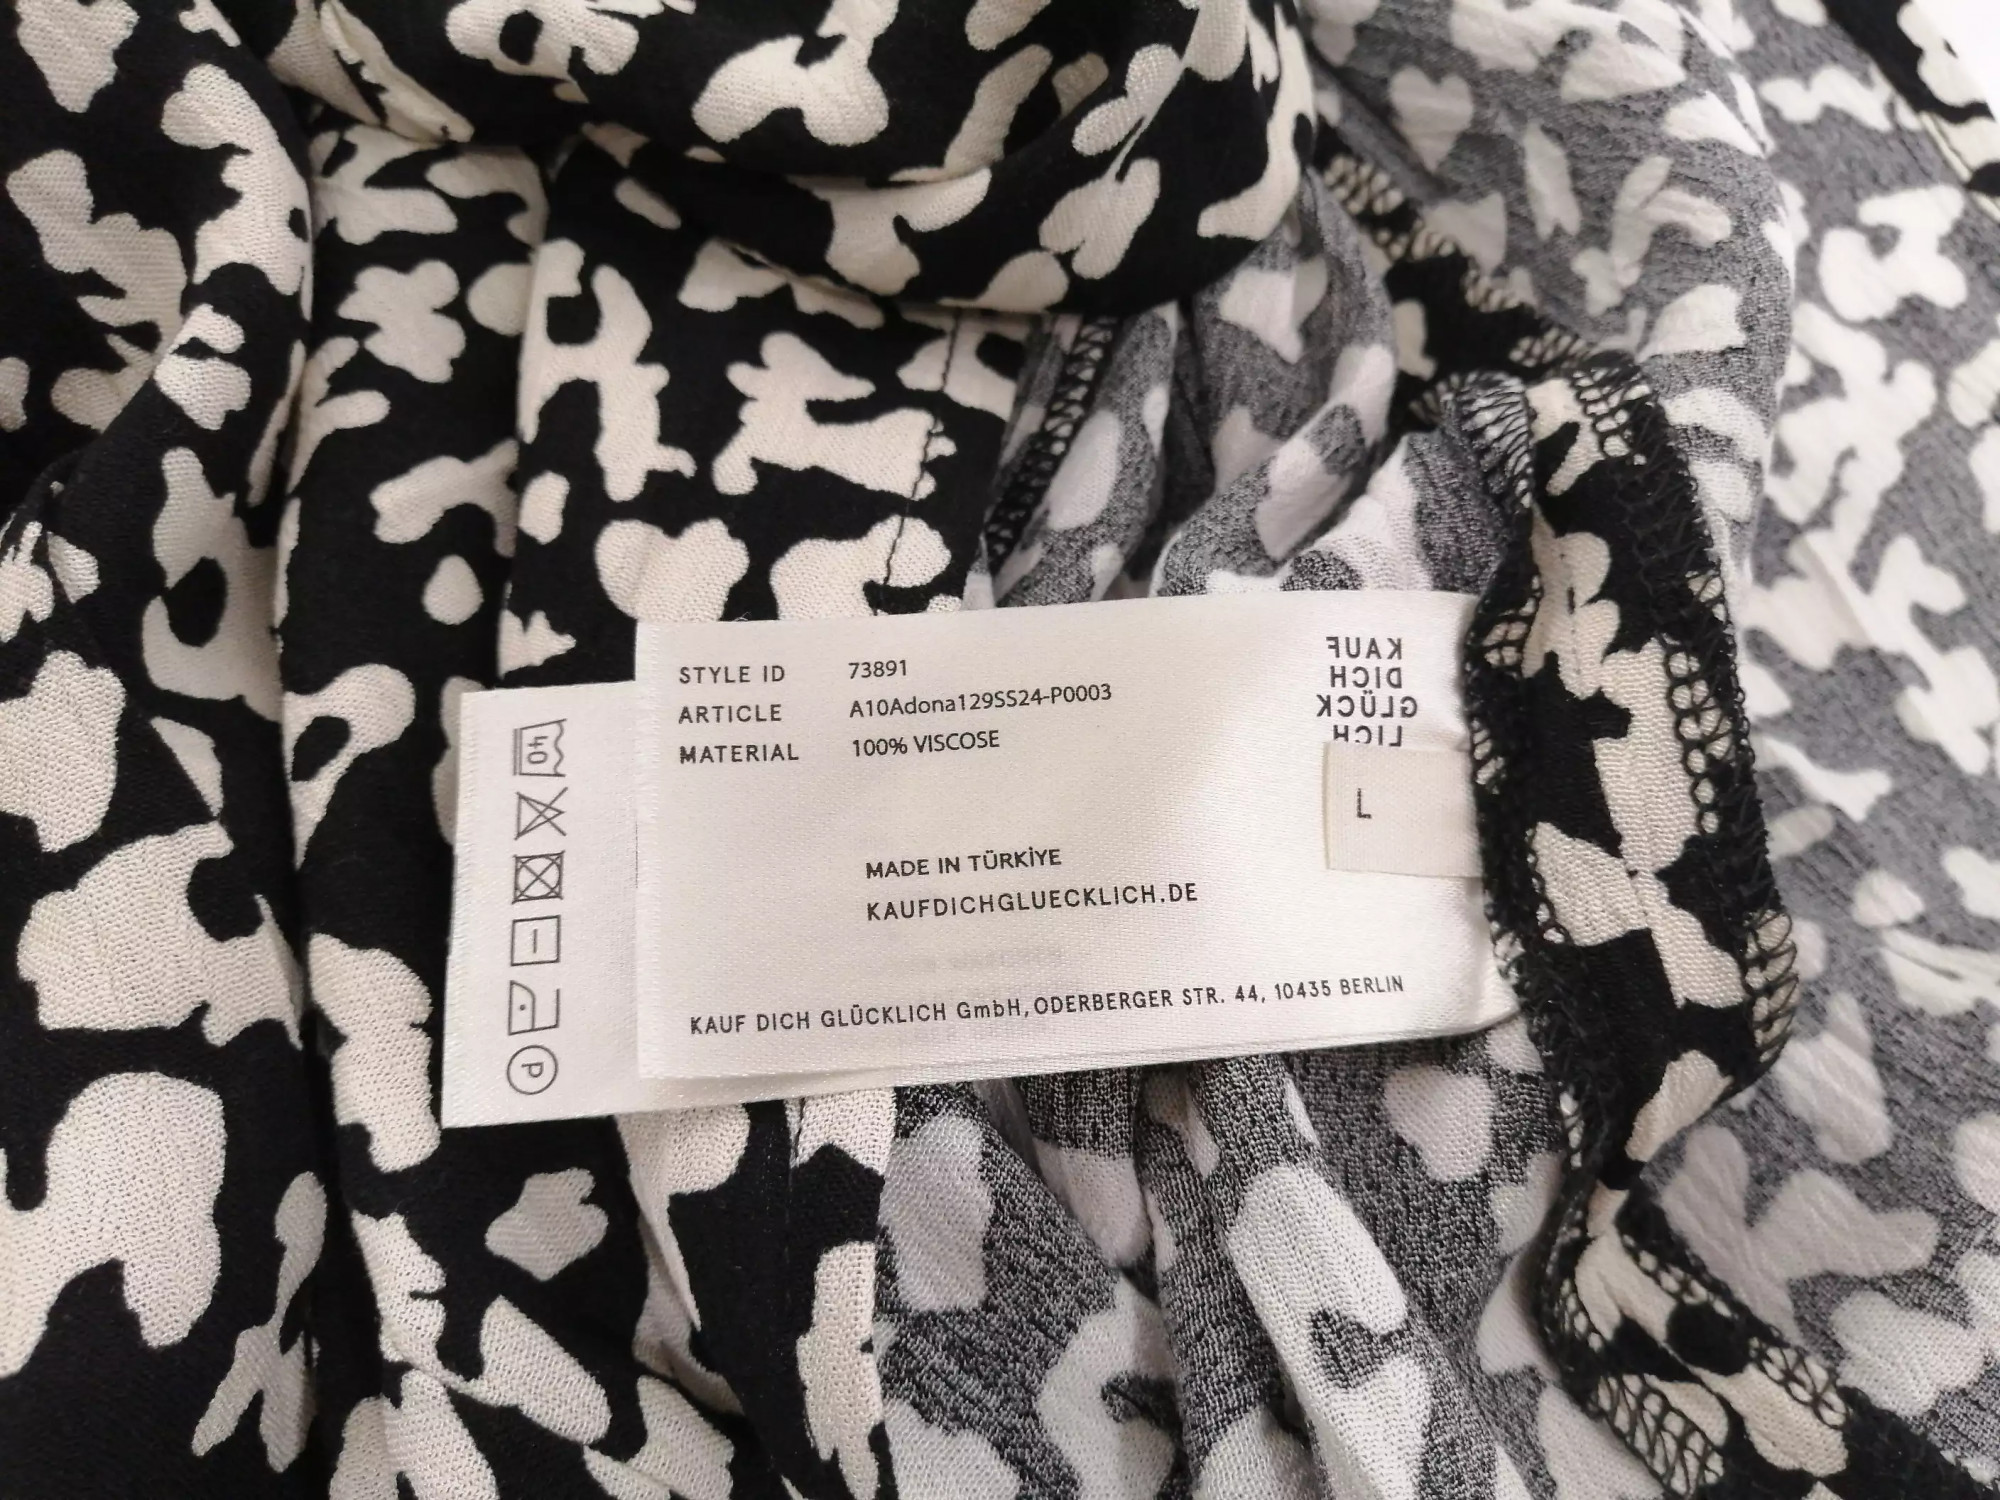 STYLE ID 73891
ARTICLE A10Adona129SS24-P0003
MATERIAL 100% VISCOSE
MADE IN TÜRKİYE
KAUFDICHGLUECKLICH.DE
KAUF DICH GLÜCKLICH GmbH, ODERBERGER STR. 44, 10435 BERLIN
KAUF
DICH
GLÜCK
LICH
L
40
P